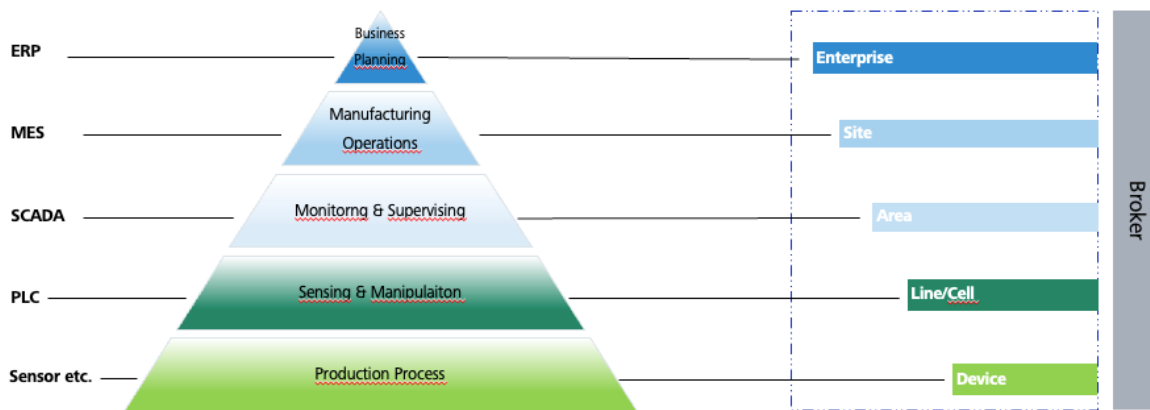 Business
ERP
Planning
Enterprise
Manufacturing
MES
Operations
Site
SCADA
Monitorng & Supervising
Area
Broker
PLC
Sensing & Manipulaiton
Line/Cell
Sensor etc.
Production Process
Device